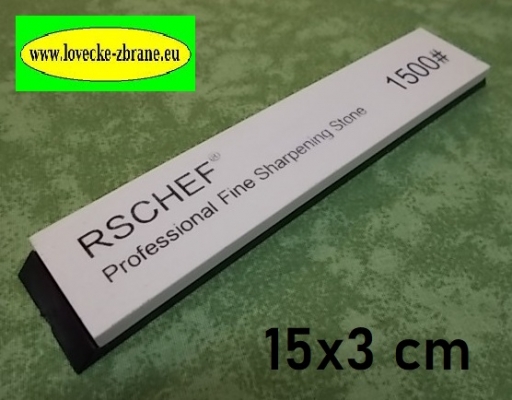 www.lovecke-zbrane.eu
RSCHEF®
Professional Fine Sharpening Stone
1500#
15x3 cm